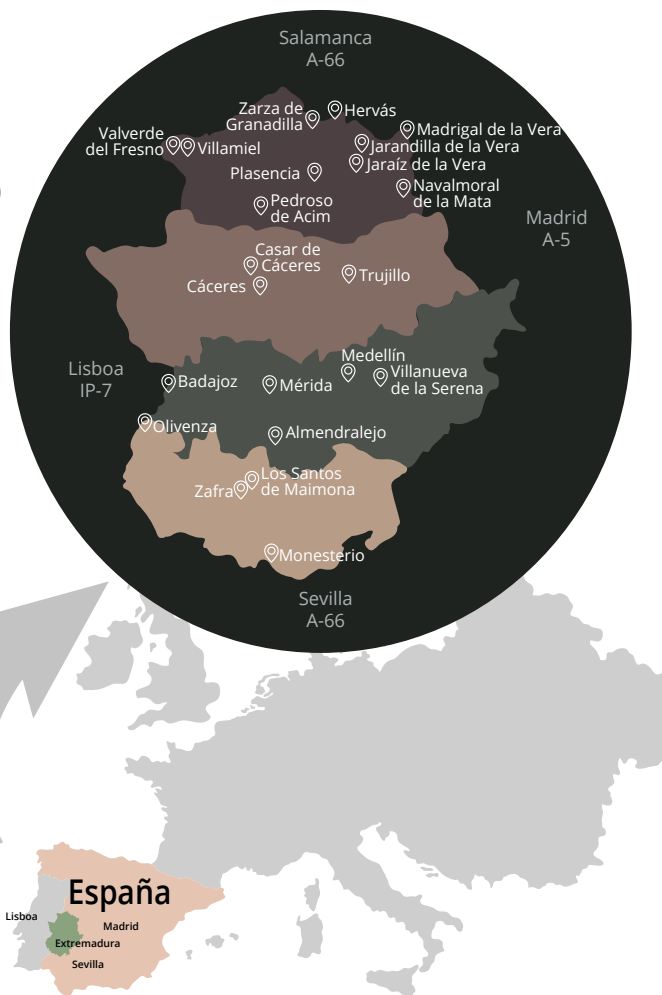 Salamanca
A-66
Zarza de
Granadilla
Hervás
Madrigal de la Vera
Valverde
del Fresno
Villamiel
Jarandilla de la Vera
Jaraíz de la Vera
Plasencia
Navalmoral
de la Mata
Pedroso
de Acim
Madrid
A-5
Casar de
Cáceres
Trujillo
Cáceres
Lisboa
IP-7
Medellín
Badajoz
Mérida
Villanueva
de la Serena
Olivenza
Almendralejo
Los Santos
de Maimona
Zafra
Monesterio
Sevilla
A-66
España
Lisboa
Madrid
Extremadura
Sevilla